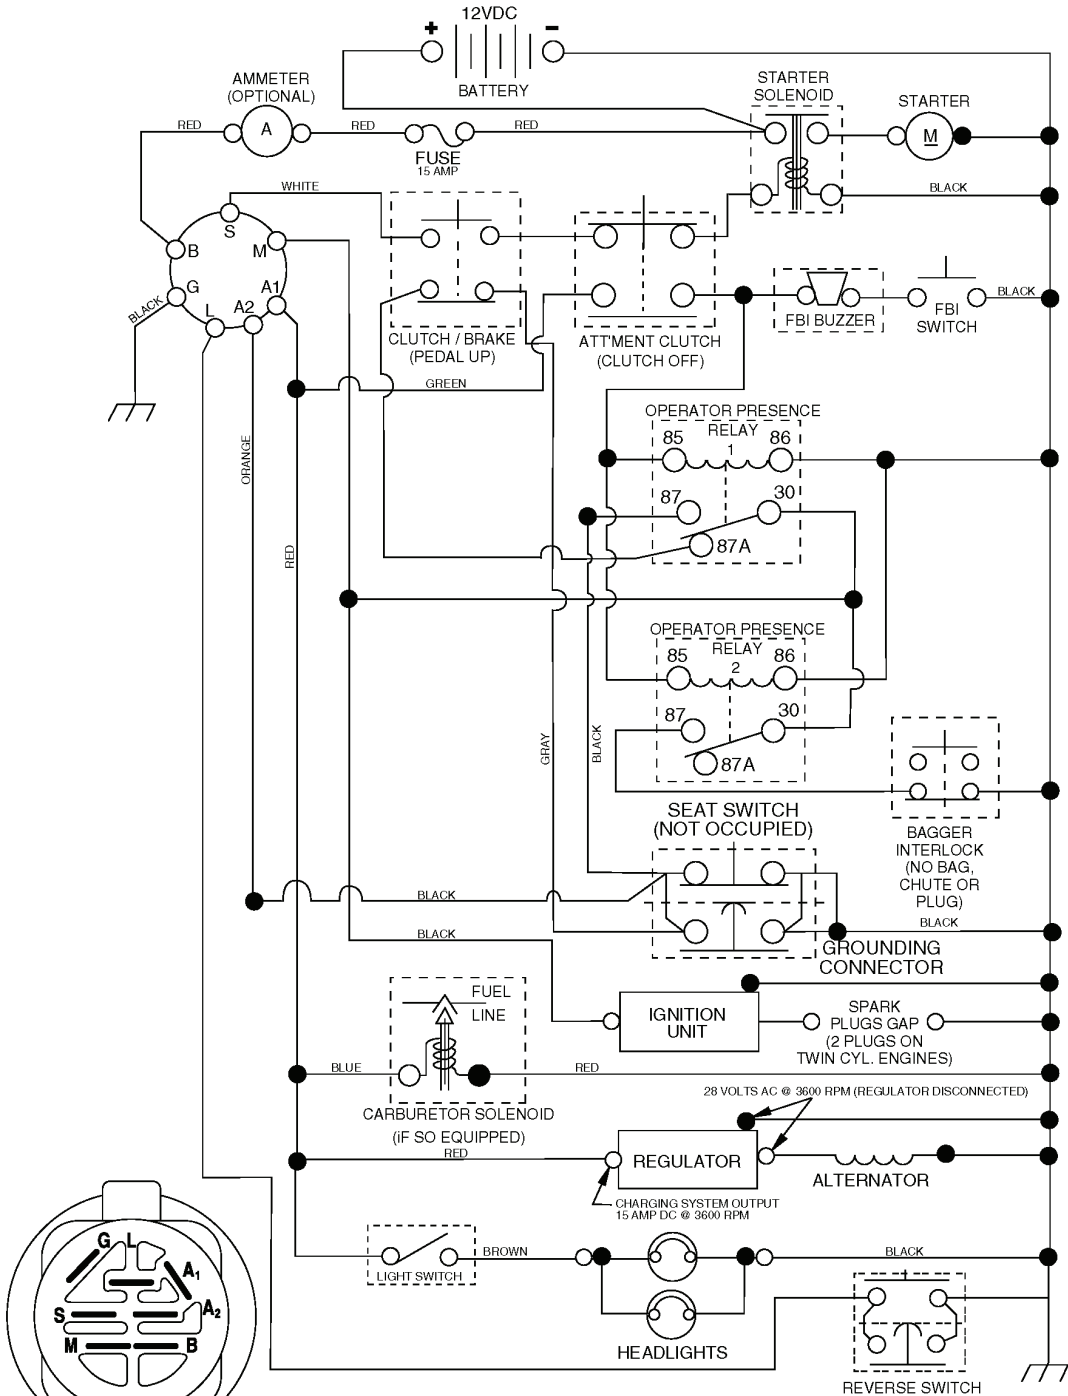 12VDC
+
-
BATTERY
AMMETER
(OPTIONAL)
STARTER
SOLENOID
STARTER
RED
A
RED
RED
M
FUSE
15 AMP
WHITE
BLACK
S
B
M
G
A1
L
A2
BLACK
CLUTCH / BRAKE
(PEDAL UP)
ATT'MENT CLUTCH
(CLUTCH OFF)
FBI BUZZER
FBI
SWITCH
BLACK
GREEN
OPERATOR PRESENCE
RELAY
1
85
86
87
30
87A
ORANGE
RED
OPERATOR PRESENCE
RELAY
2
85
86
87
30
87A
GRAY
BLACK
SEAT SWITCH
(NOT OCCUPIED)
BAGGER
INTERLOCK
(NO BAG,
CHUTE OR
PLUG)
BLACK
BLACK
BLACK
GROUNDING
CONNECTOR
FUEL
LINE
IGNITION
UNIT
SPARK
PLUGS GAP
(2 PLUGS ON
TWIN CYL. ENGINES)
BLUE
RED
CARBURETOR SOLENOID
(iF SO EQUIPPED)
28 VOLTS AC @ 3600 RPM (REGULATOR DISCONNECTED)
RED
REGULATOR
ALTERNATOR
CHARGING SYSTEM OUTPUT
15 AMP DC @ 3600 RPM
LIGHT SWITCH
BROWN
BLACK
HEADLIGHTS
REVERSE SWITCH
G
L
A1
A2
S
M
B